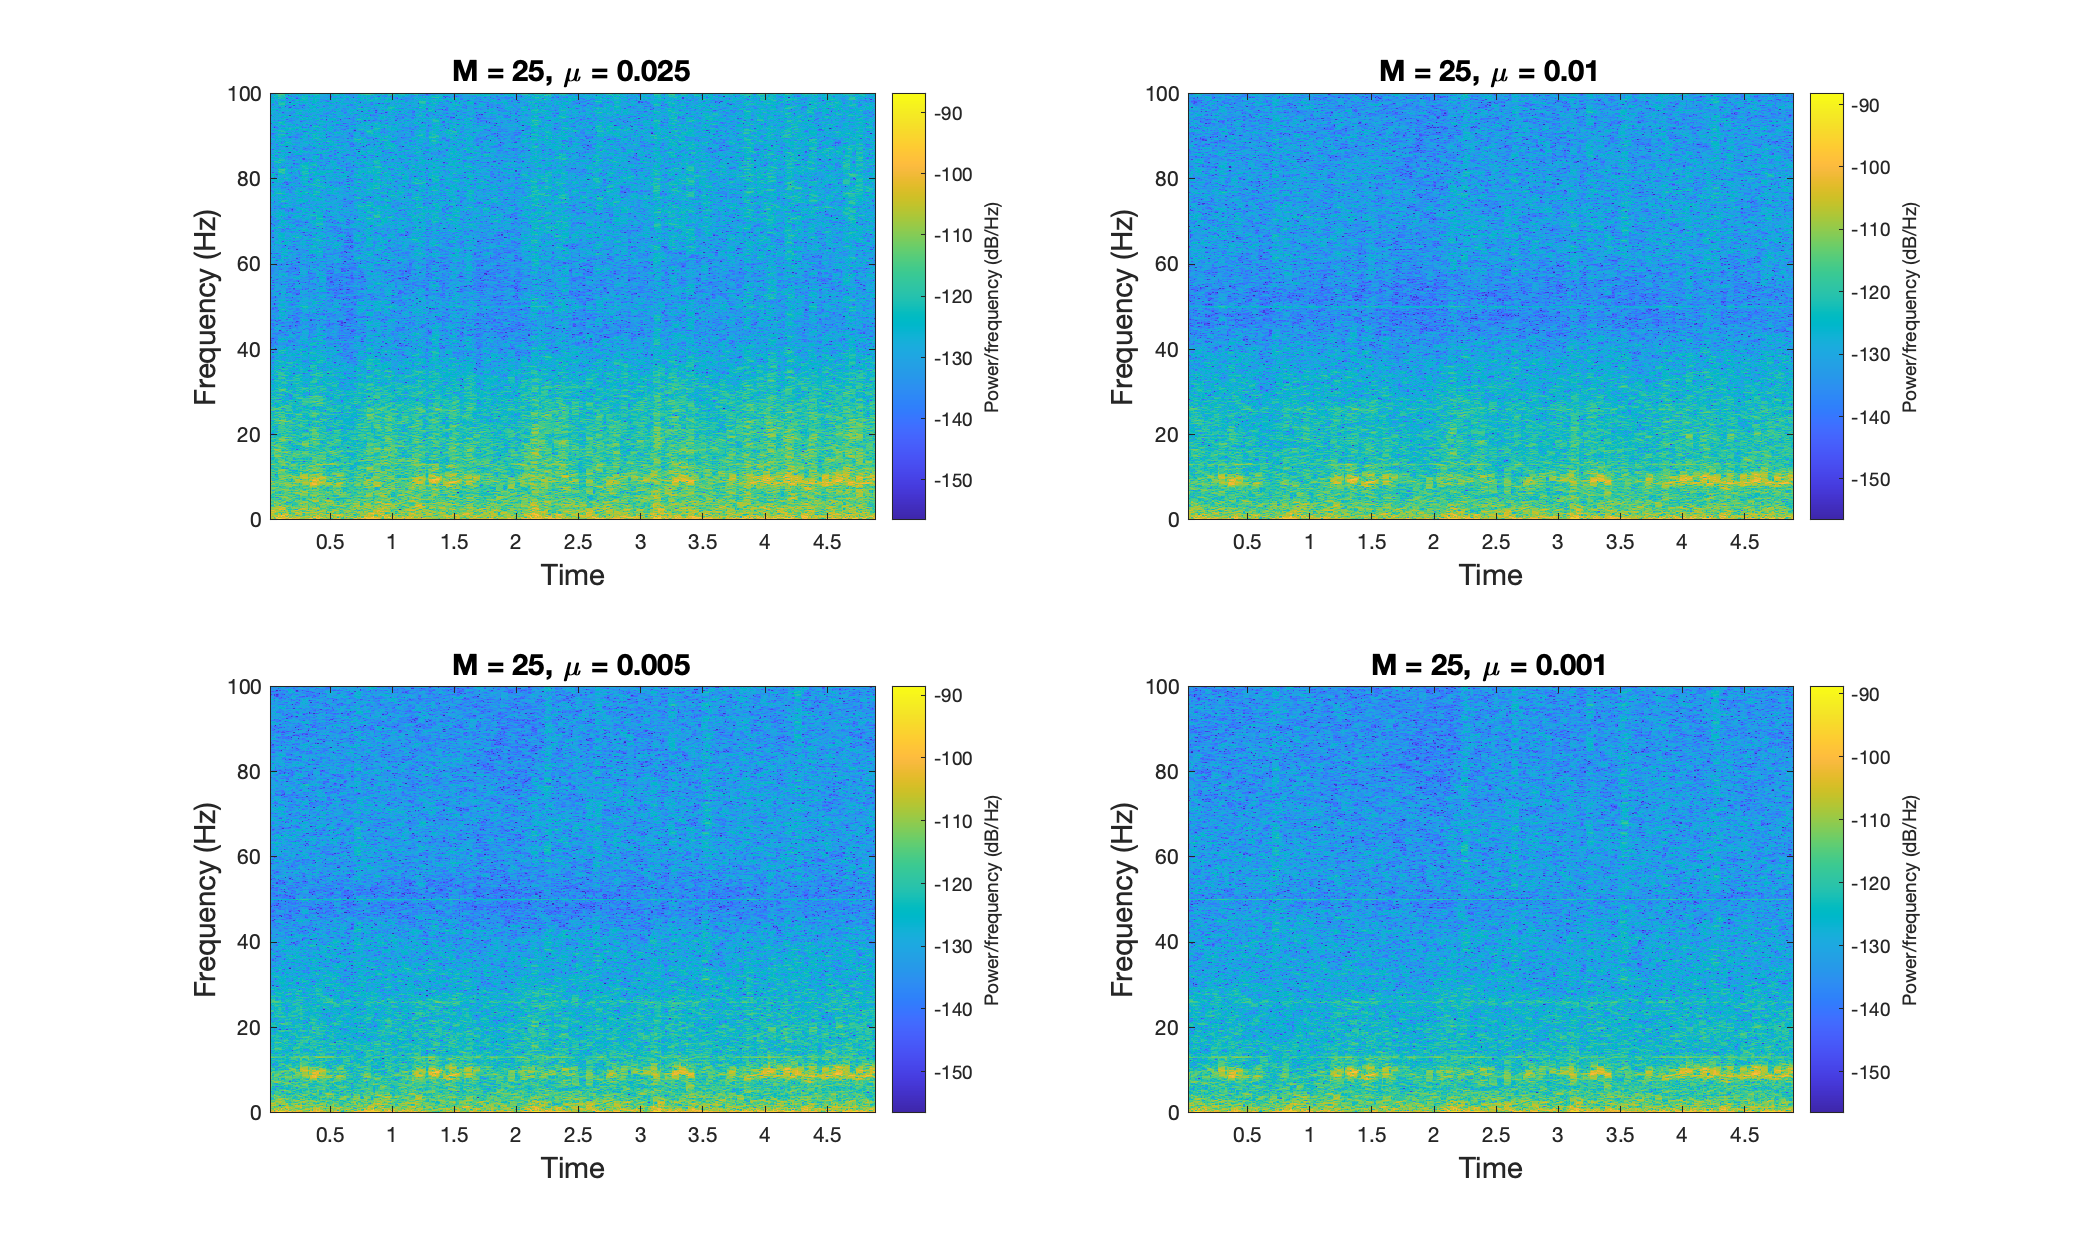 M = 25, μ = 0.025
100
80
60
40
20
0
Frequency (Hz)
0.5 1 1.5 2 2.5 3 3.5 4 4.5
Time
-90
-100
-110
-120
-130
-140
-150
Power/frequency (dB/Hz)
M = 25, μ = 0.01
100
80
60
40
20
0
Frequency (Hz)
0.5 1 1.5 2 2.5 3 3.5 4 4.5
Time
-90
-100
-110
-120
-130
-140
-150
Power/frequency (dB/Hz)
M = 25, μ = 0.005
100
80
60
40
20
0
Frequency (Hz)
0.5 1 1.5 2 2.5 3 3.5 4 4.5
Time
-90
-100
-110
-120
-130
-140
-150
Power/frequency (dB/Hz)
M = 25, μ = 0.001
100
80
60
40
20
0
Frequency (Hz)
0.5 1 1.5 2 2.5 3 3.5 4 4.5
Time
-90
-100
-110
-120
-130
-140
-150
Power/frequency (dB/Hz)